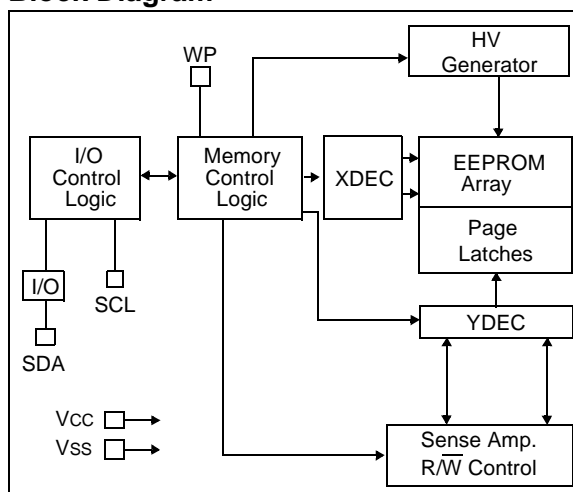 Block Diagram
HV
Generator
WP
I/O
Control
Logic
Memory
Control
Logic
XDEC
EEPROM
Array
Page
Latches
I/O
SCL
SDA
YDEC
VCC
VSS
Sense Amp.
R/W̅ Control